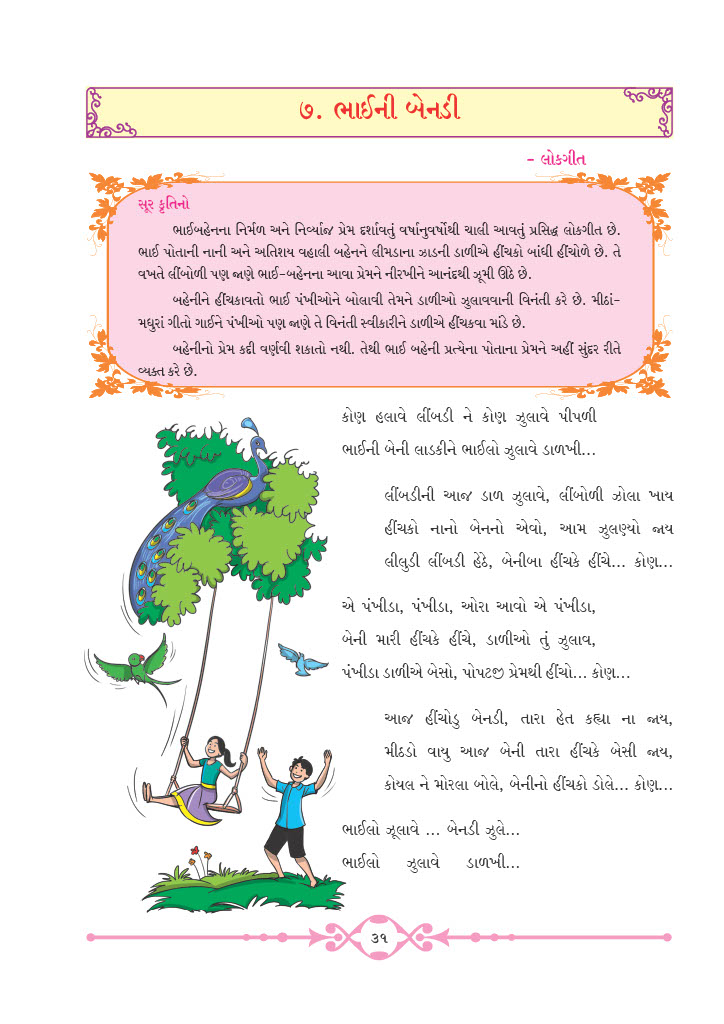 ૭. ભાઈની બેનડી
- લોકગીત
સૂર કૃતિનો
ભાઈબહેનના નિર્મળ અને નિર્વ્યાજ પ્રેમ દર્શાવતું વર્ષાનુવર્ષોથી ચાલી આવતું પ્રસિદ્ધ લોકગીત છે.
ભાઈ પોતાની નાની અને અતિશય વહાલી બહેનને લીમડાના ઝાડની ડાળીએ હીંચકો બાંધી હીંચોળે છે. તે
વખતે લીંબોળી પણ જાણે ભાઈ-બહેનના આવા પ્રેમને નીરખીને આનંદથી ઝૂમી ઊઠે છે.
બહેનીને હીંચકાવતો ભાઈ પંખીઓને બોલાવી તેમને ડાળીઓ ઝુલાવવાની વિનંતી કરે છે. મીઠાં-
મધુરાં ગીતો ગાઈને પંખીઓ પણ જાણે તે વિનંતી સ્વીકારીને ડાળીએ હીંચકવા માંડે છે.
બહેનીનો પ્રેમ કદી વર્ણવી શકાતો નથી. તેથી ભાઈ બહેની પ્રત્યેના પોતાના પ્રેમને અહીં સુંદર રીતે
વ્યક્ત કરે છે.
કોણ હલાવે લીંબડી ને કોણ ઝુલાવે પીપળી
ભાઈની બેની લાડકીને ભાઈલો ઝુલાવે ડાળખી...
લીંબડીની આજ ડાળ ઝુલાવે, લીંબોળી ઝોલા ખાય
હીંચકો નાનો બેનનો એવો, આમ ઝુલણ્યો જાય
લીલુડી લીંબડી હેઠે, બેનીબા હીંચકે હીંચે... કોણ...
એ પંખીડા, પંખીડા, ઓરા આવો એ પંખીડા,
બેની મારી હીંચકે હીંચે, ડાળીઓ તું ઝુલાવ,
પંખીડા ડાળીએ બેસો, પોપટજી પ્રેમથી હીંચો... કોણ...
આજ હીંચોડુ બેનડી, તારા હેત કહ્યા ના જાય,
મીઠડો વાયુ આજ બેની તારા હીંચકે બેસી જાય,
કોયલ ને મોરલા બોલે, બેનીનો હીંચકો ડોલે... કોણ...
ભાઈલો ઝૂલાવે ... બેનડી ઝુલે...
ભાઈલો ઝુલાવે ડાળખી...
૩૧